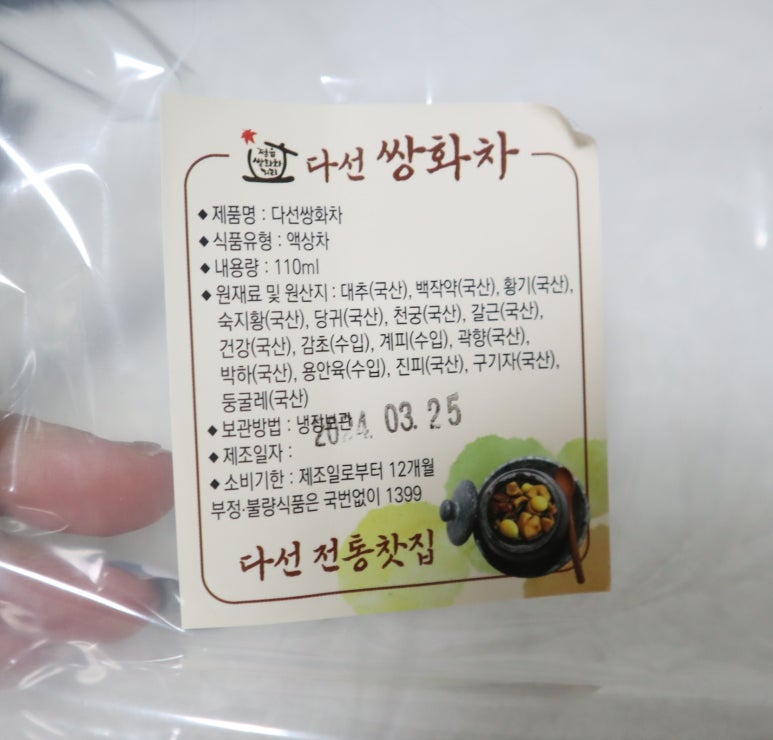 정읍
쌍화차
거리
다선 쌍화차
◆ 제품명 : 다선쌍화차
◆ 식품유형 : 액상차
◆ 내용량 : 110ml
◆ 원재료 및 원산지 : 대추(국산), 백작약(국산), 황기(국산),
숙지황(국산), 당귀(국산), 천궁(국산), 갈근(국산),
건강(국산), 감초(수입), 계피(수입), 곽향(국산),
박하(국산), 용안육(수입), 진피(국산), 구기자(국산),
둥굴레(국산)
◆ 보관방법 : 냉장보관
2024. 03. 25
◆ 제조일자 :
◆ 소비기한 : 제조일로부터 12개월
부정·불량식품은 국번없이 1399
다선 전통찻집